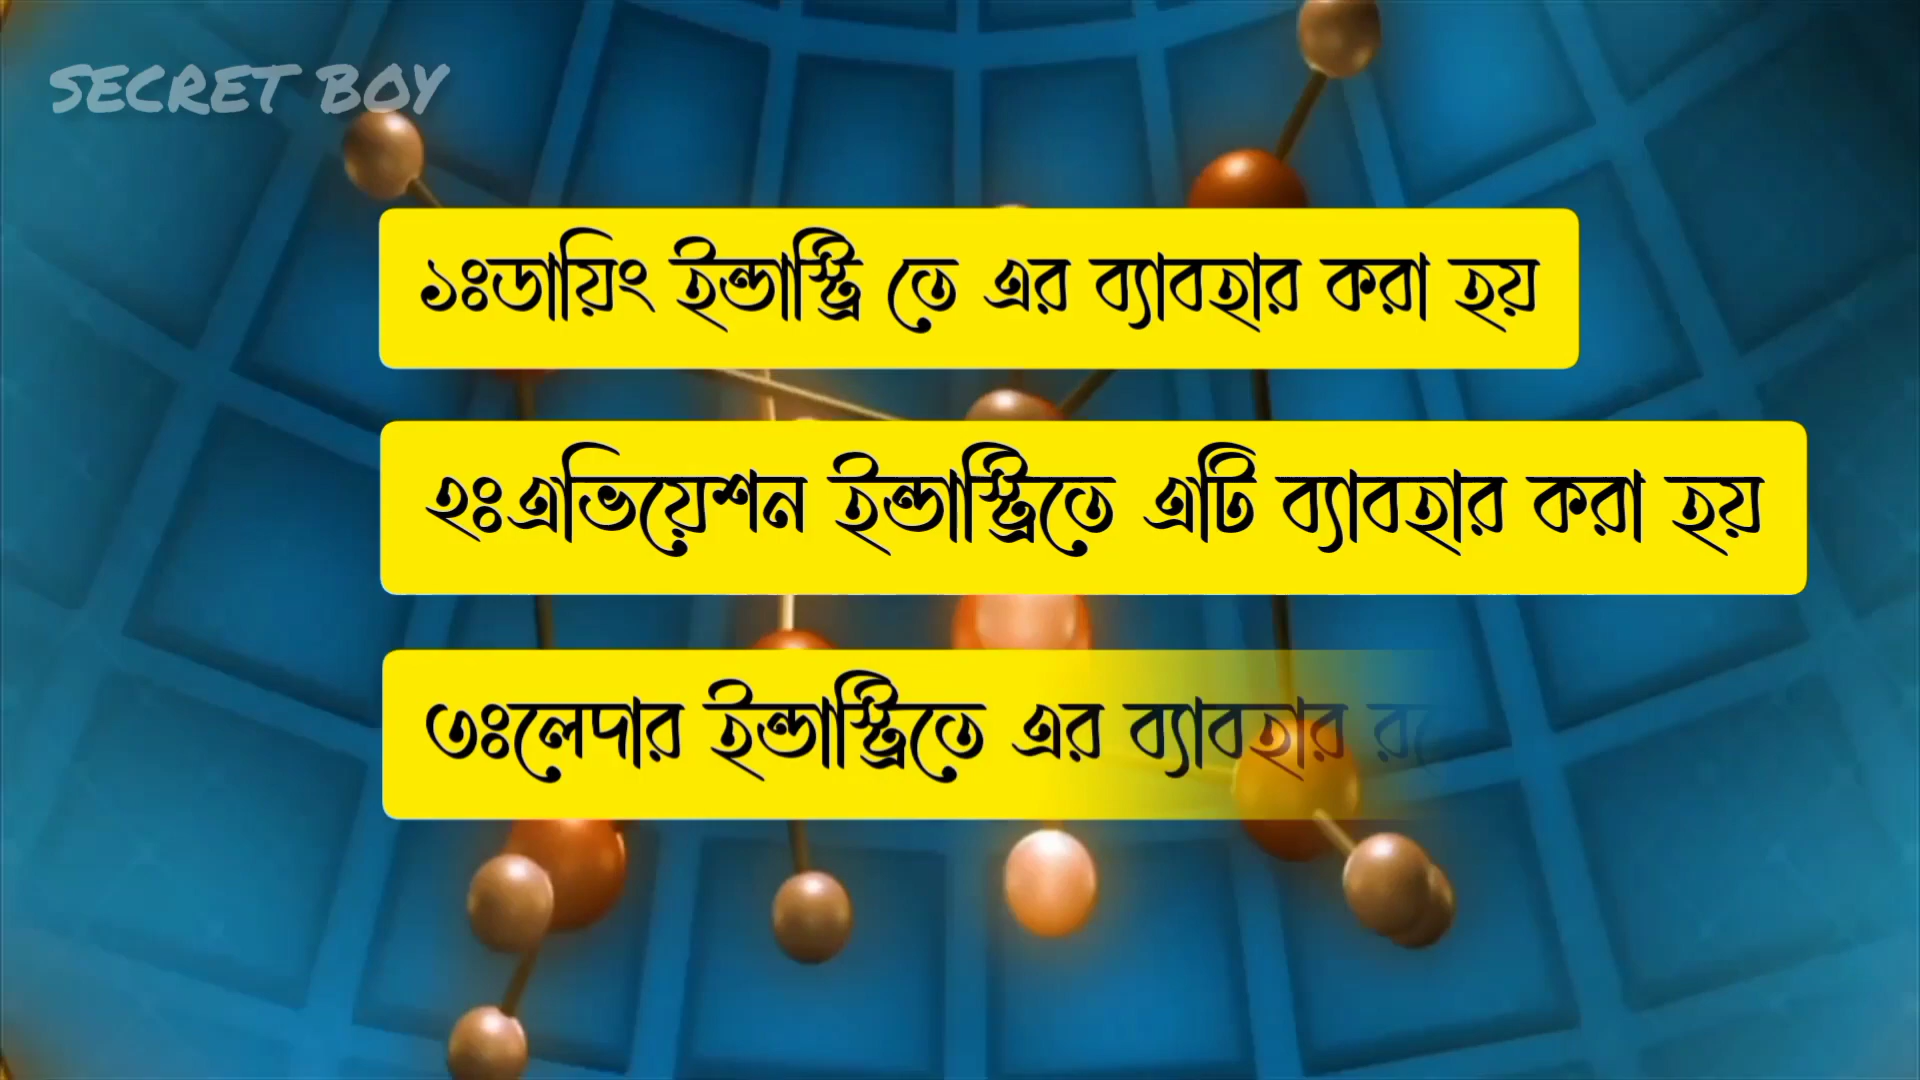 SECRET BOY
১ঃডায়িং ইন্ডাস্ট্রি তে এর ব্যাবহার করা হয়
২ঃএভিয়েশন ইন্ডাস্ট্রিতে এটি ব্যাবহার করা হয়
৩ঃলেদার ইন্ডাস্ট্রিতে এর ব্যাবহার